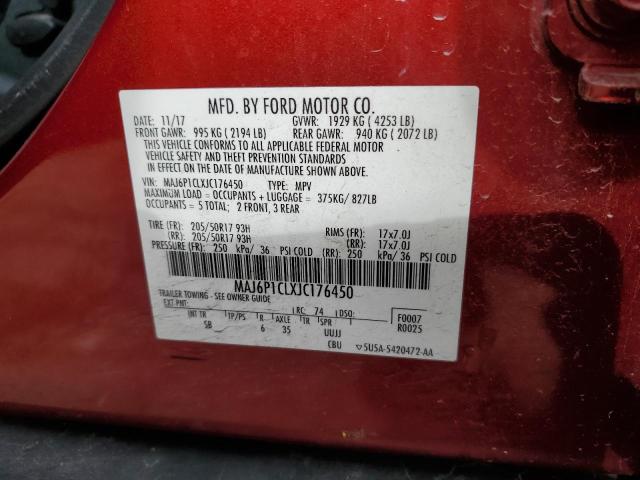 MFD. BY FORD MOTOR CO.
DATE: 11/17 GVWR: 1929 KG ( 4253 LB)
FRONT GAWR: 995 KG ( 2194 LB) REAR GAWR: 940 KG ( 2072 LB)
THIS VEHICLE CONFORMS TO ALL APPLICABLE FEDERAL MOTOR
VEHICLE SAFETY AND THEFT PREVENTION STANDARDS
IN EFFECT ON THE DATE OF MANUFACTURE SHOWN ABOVE.
VIN: MAJ6P1CLXJC176450 TYPE: MPV
MAXIMUM LOAD = OCCUPANTS + LUGGAGE = 375KG/ 827LB
OCCUPANTS = 5 TOTAL; 2 FRONT, 3 REAR
TIRE (FR): 205/50R17 93H RIMS (FR): 17x7.0J
(RR): 205/50R17 93H (RR): 17x7.0J
PRESSURE (FR): 250 kPa/ 36 PSI COLD (RR): 250 kPa/ 36 PSI COLD
MAJ6P1CLXJC176450
TRAILER TOWING - SEE OWNER GUIDE
EXT PNT: RC: 74 DSO: F0007
INT TR TP/PS R AXLE TR SPR R0025
SB 6 35 UUJJ
CBU 5U5A-5420472-AA